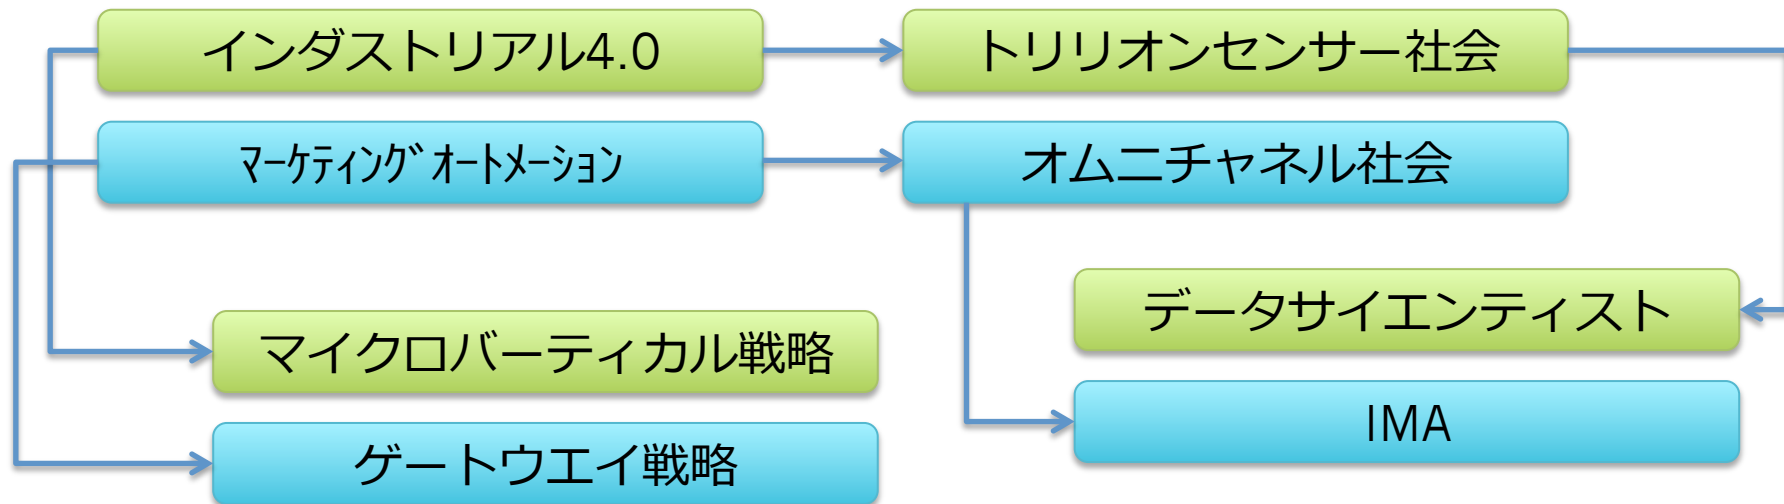 インダストリアル4.0
トリリオンセンサー社会
ﾏｰｹﾃｨﾝｸﾞｵｰﾄﾒｰｼｮﾝ
オムニチャネル社会
データサイエンティスト
マイクロバーティカル戦略
IMA
ゲートウエイ戦略